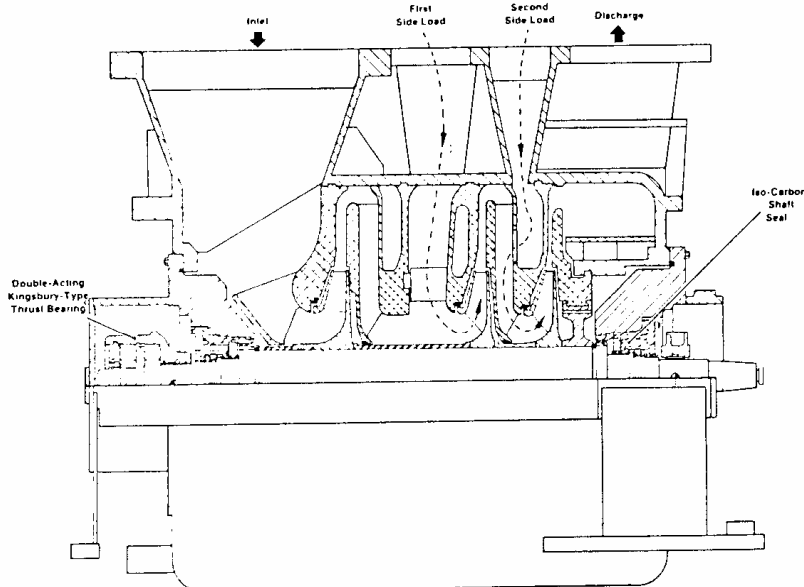 Inlet
First
Side Load
Second
Side Load
Discharge
Iso-Carbon
Shaft
Seal
Double-Acting
Kingsbury-Type
Thrust Bearing